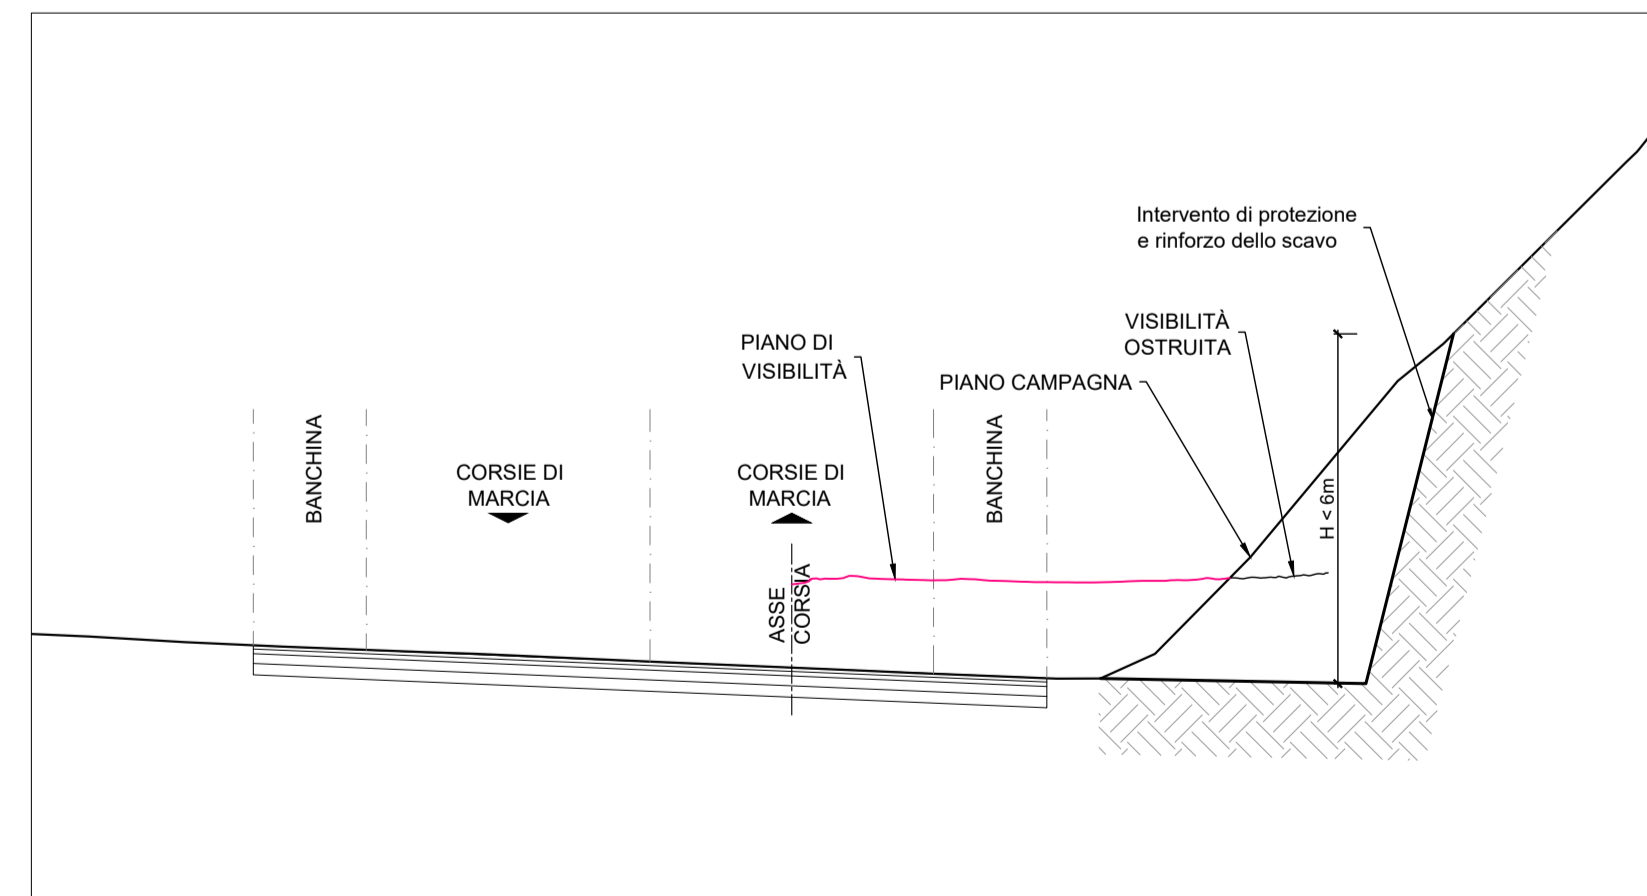 Intervento di protezione
e rinforzo dello scavo
VISIBILITÀ
OSTRUITA
PIANO DI
VISIBILITÀ
PIANO CAMPAGNA
BANCHINA
CORSIE DI
MARCIA
CORSIE DI
MARCIA
BANCHINA
H < 6m
ASSE
CORSIA